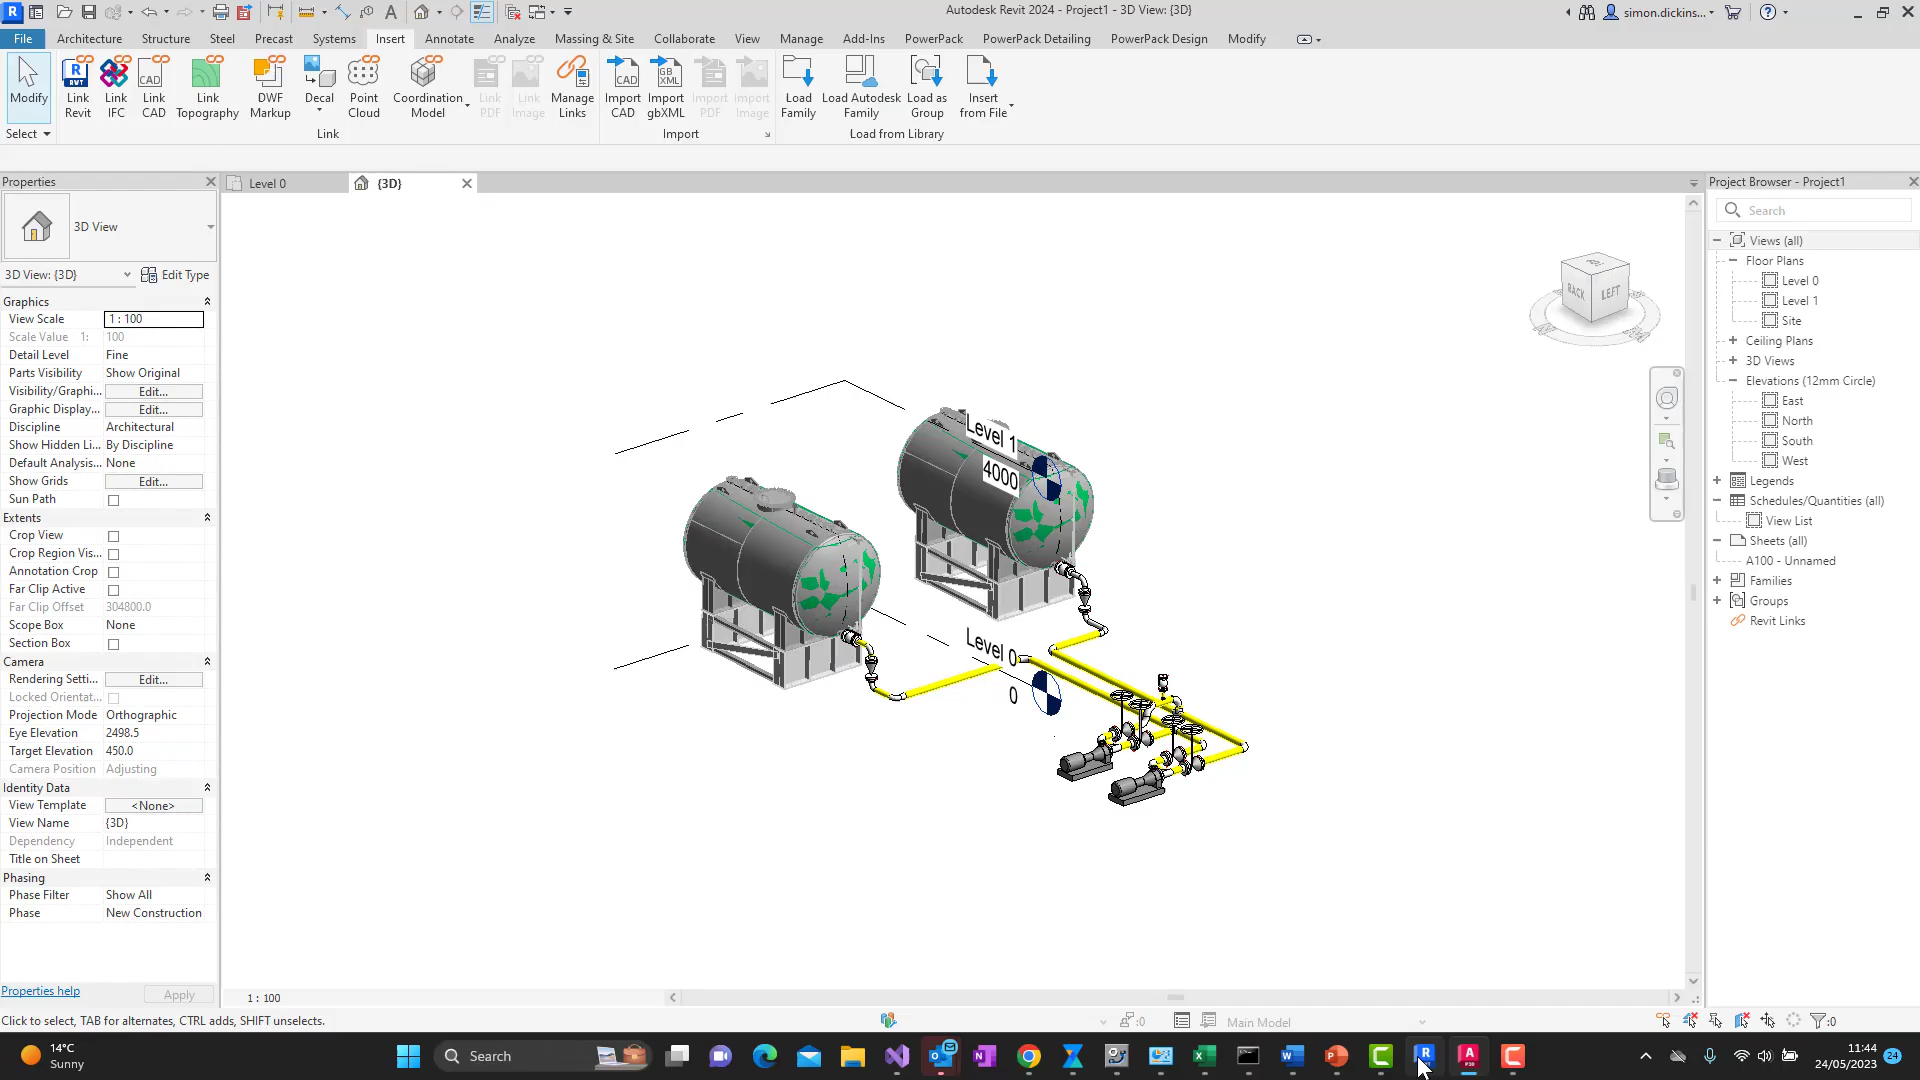 Autodesk Revit 2024 - Project1 - 3D View: {3D}
simon.dickins...
File Architecture Structure Steel Precast Systems Insert Annotate Analyze Massing & Site Collaborate View Manage Add-Ins PowerPack PowerPack Detailing PowerPack Design Modify
Modify
Link Revit
Link IFC
Link CAD
Link Topography
DWF Markup
Decal
Point Cloud
Coordination Model
Link PDF
Link Image
Manage Links
Import CAD
Import gbXML
Import PDF
Import Image
Load Family
Load Autodesk Family
Load as Group
Insert from File
Select
Link
Import
Load from Library
Properties
Level 0
{3D}
Project Browser - Project1
3D View
Search
3D View: {3D}
Edit Type
Graphics
View Scale 1 : 100
Scale Value 1: 100
Detail Level Fine
Parts Visibility Show Original
Visibility/Graphi... Edit...
Graphic Display... Edit...
Discipline Architectural
Show Hidden Li... By Discipline
Default Analysis... None
Show Grids Edit...
Sun Path
Extents
Crop View
Crop Region Vis...
Annotation Crop
Far Clip Active
Far Clip Offset 304800.0
Scope Box None
Section Box
Camera
Rendering Setti... Edit...
Locked Orientat...
Projection Mode Orthographic
Eye Elevation 2498.5
Target Elevation 450.0
Camera Position Adjusting
Identity Data
View Template <None>
View Name {3D}
Dependency Independent
Title on Sheet
Phasing
Phase Filter Show All
Phase New Construction
Properties help
Apply
Level 1
4000
Level 0
0
BACK LEFT
Views (all)
Floor Plans
Level 0
Level 1
Site
Ceiling Plans
3D Views
Elevations (12mm Circle)
East
North
South
West
Legends
Schedules/Quantities (all)
View List
Sheets (all)
A100 - Unnamed
Families
Groups
Revit Links
1 : 100
Click to select, TAB for alternates, CTRL adds, SHIFT unselects.
:0
Main Model
:0
14°C
Sunny
Search
11:44
24/05/2023
24